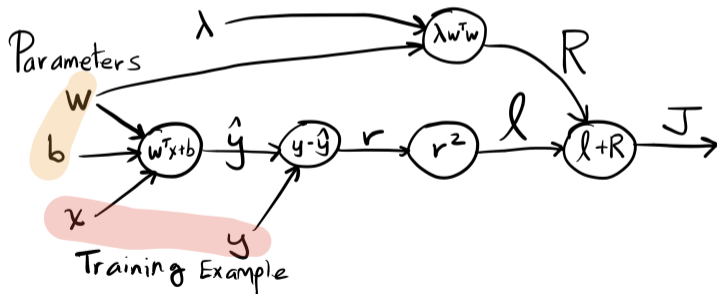 λ
λwᵀw
Parameters
R
w
b
wᵀx+b
ŷ
y-ŷ
r
r²
ℓ
ℓ+R
J
x
y
Training Example